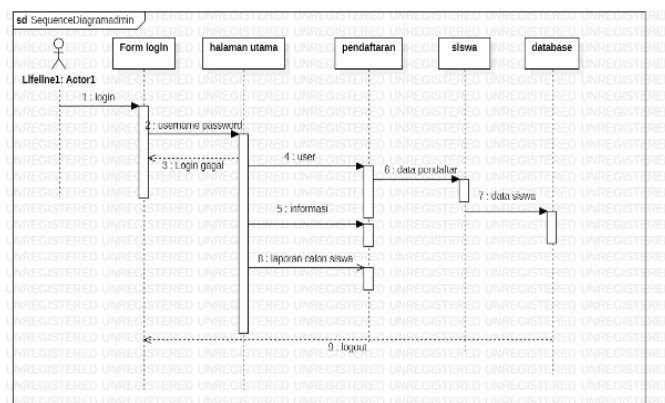 sd SequenceDiagramadmin
Form login
halaman utama
pendaftaran
siswa
database
Lifeline1: Actor1
1 : login
2 : username password
3 : Login gagal
4 : user
6 : data pendaftar
7 : data siswa
5 : informasi
8 : laporan calon siswa
9 : logout
UNREGISTERED